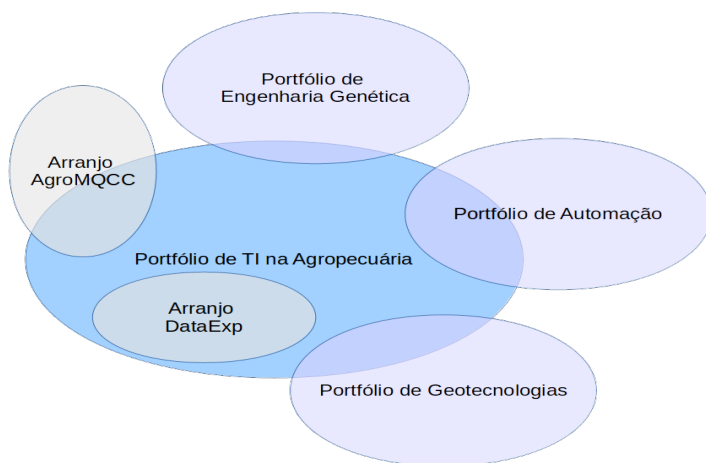 Portfólio de
Engenharia Genética
Arranjo
AgroMQCC
Portfólio de Automação
Portfólio de TI na Agropecuária
Arranjo
DataExp
Portfólio de Geotecnologias